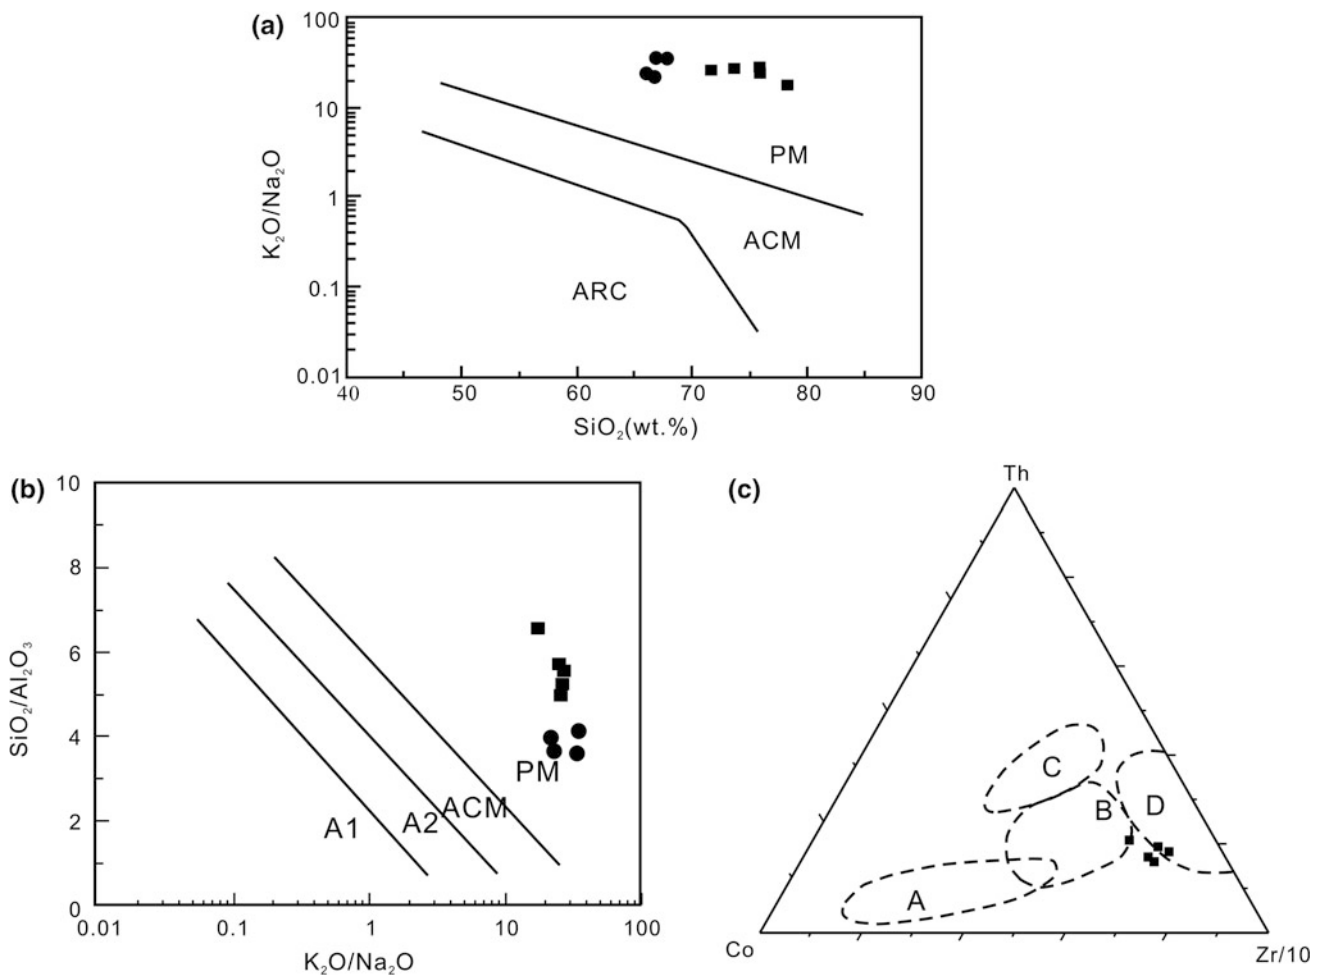 (a)
100
10
1
0.1
0.01
K₂O/Na₂O
PM
ACM
ARC
40 50 60 70 80 90
SiO₂(wt.%)
(b)
10
8
6
4
2
0
SiO₂/Al₂O₃
PM
ACM
A2
A1
0.01 0.1 1 10 100
K₂O/Na₂O
(c)
Th
C
B D
A
Co Zr/10